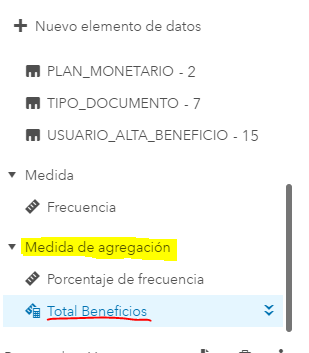 Nuevo elemento de datos
PLAN_MONETARIO - 2
TIPO_DOCUMENTO - 7
USUARIO_ALTA_BENEFICIO - 15
Medida
Frecuencia
Medida de agregación
Porcentaje de frecuencia
Total Beneficios